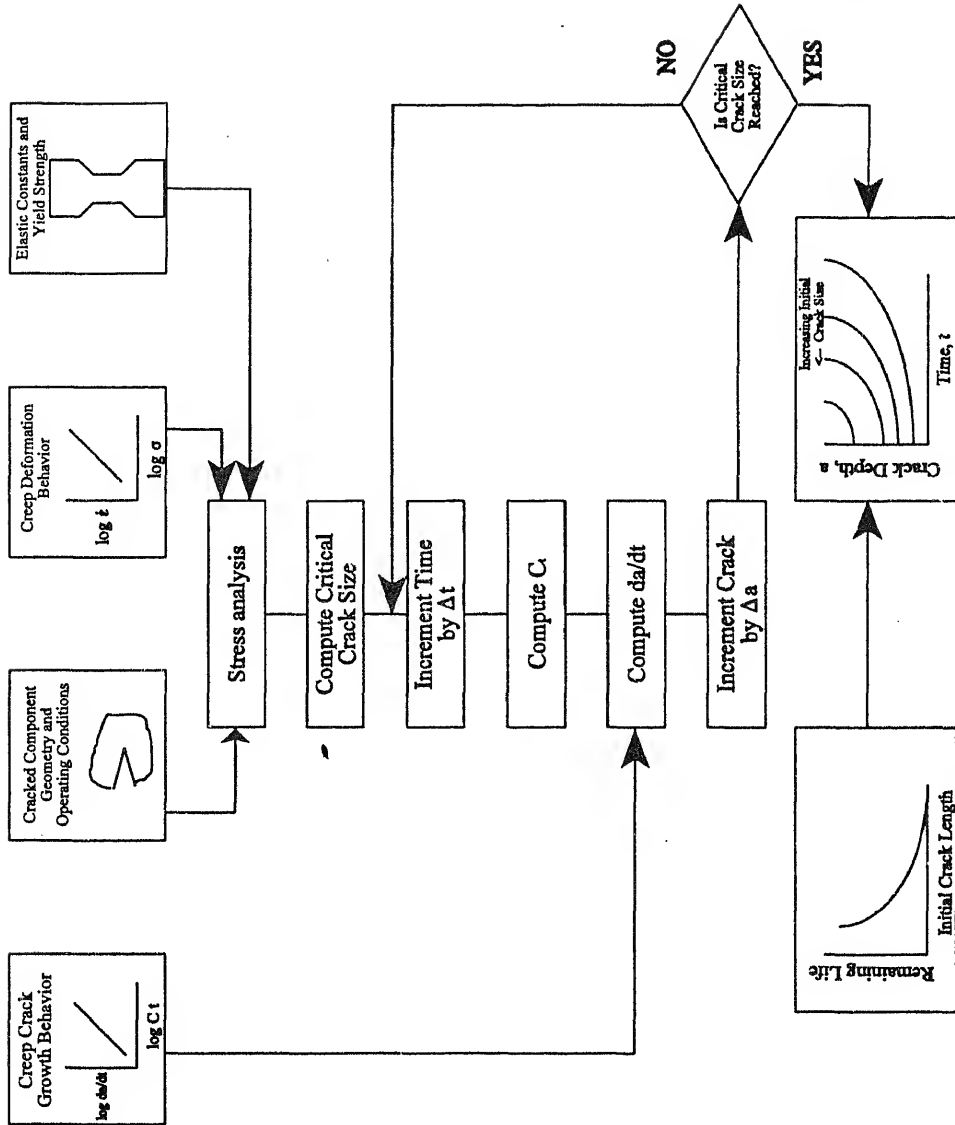 Creep Crack
Growth Behavior
log da/dt
log C t
Cracked Component
Geometry and
Operating Conditions
Creep Deformation
Behavior
log ε̇
log σ
Elastic Constants and
Yield Strength
Stress analysis
Compute Critical
Crack Size
Increment Time
by Δt
Compute Cₜ
Compute da/dt
Increment Crack
by Δa
Is Critical
Crack Size
Reached?
NO
YES
Remaining Life
Initial Crack Length
Crack Depth, a
Increasing Initial
Crack Size
Time, t